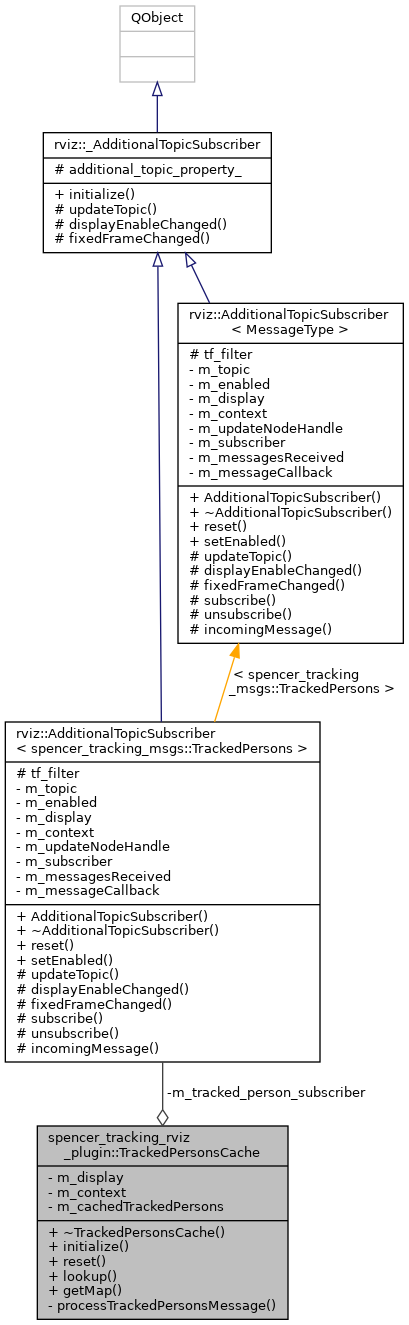 QObject
rviz::_AdditionalTopicSubscriber
# additional_topic_property_
+ initialize()
# updateTopic()
# displayEnableChanged()
# fixedFrameChanged()
rviz::AdditionalTopicSubscriber
< MessageType >
# tf_filter
- m_topic
- m_enabled
- m_display
- m_context
- m_updateNodeHandle
- m_subscriber
- m_messagesReceived
- m_messageCallback
+ AdditionalTopicSubscriber()
+ ~AdditionalTopicSubscriber()
+ reset()
+ setEnabled()
# updateTopic()
# displayEnableChanged()
# fixedFrameChanged()
# subscribe()
# unsubscribe()
# incomingMessage()
< spencer_tracking
_msgs::TrackedPersons >
rviz::AdditionalTopicSubscriber
< spencer_tracking_msgs::TrackedPersons >
# tf_filter
- m_topic
- m_enabled
- m_display
- m_context
- m_updateNodeHandle
- m_subscriber
- m_messagesReceived
- m_messageCallback
+ AdditionalTopicSubscriber()
+ ~AdditionalTopicSubscriber()
+ reset()
+ setEnabled()
# updateTopic()
# displayEnableChanged()
# fixedFrameChanged()
# subscribe()
# unsubscribe()
# incomingMessage()
-m_tracked_person_subscriber
spencer_tracking_rviz
_plugin::TrackedPersonsCache
- m_display
- m_context
- m_cachedTrackedPersons
+ ~TrackedPersonsCache()
+ initialize()
+ reset()
+ lookup()
+ getMap()
- processTrackedPersonsMessage()